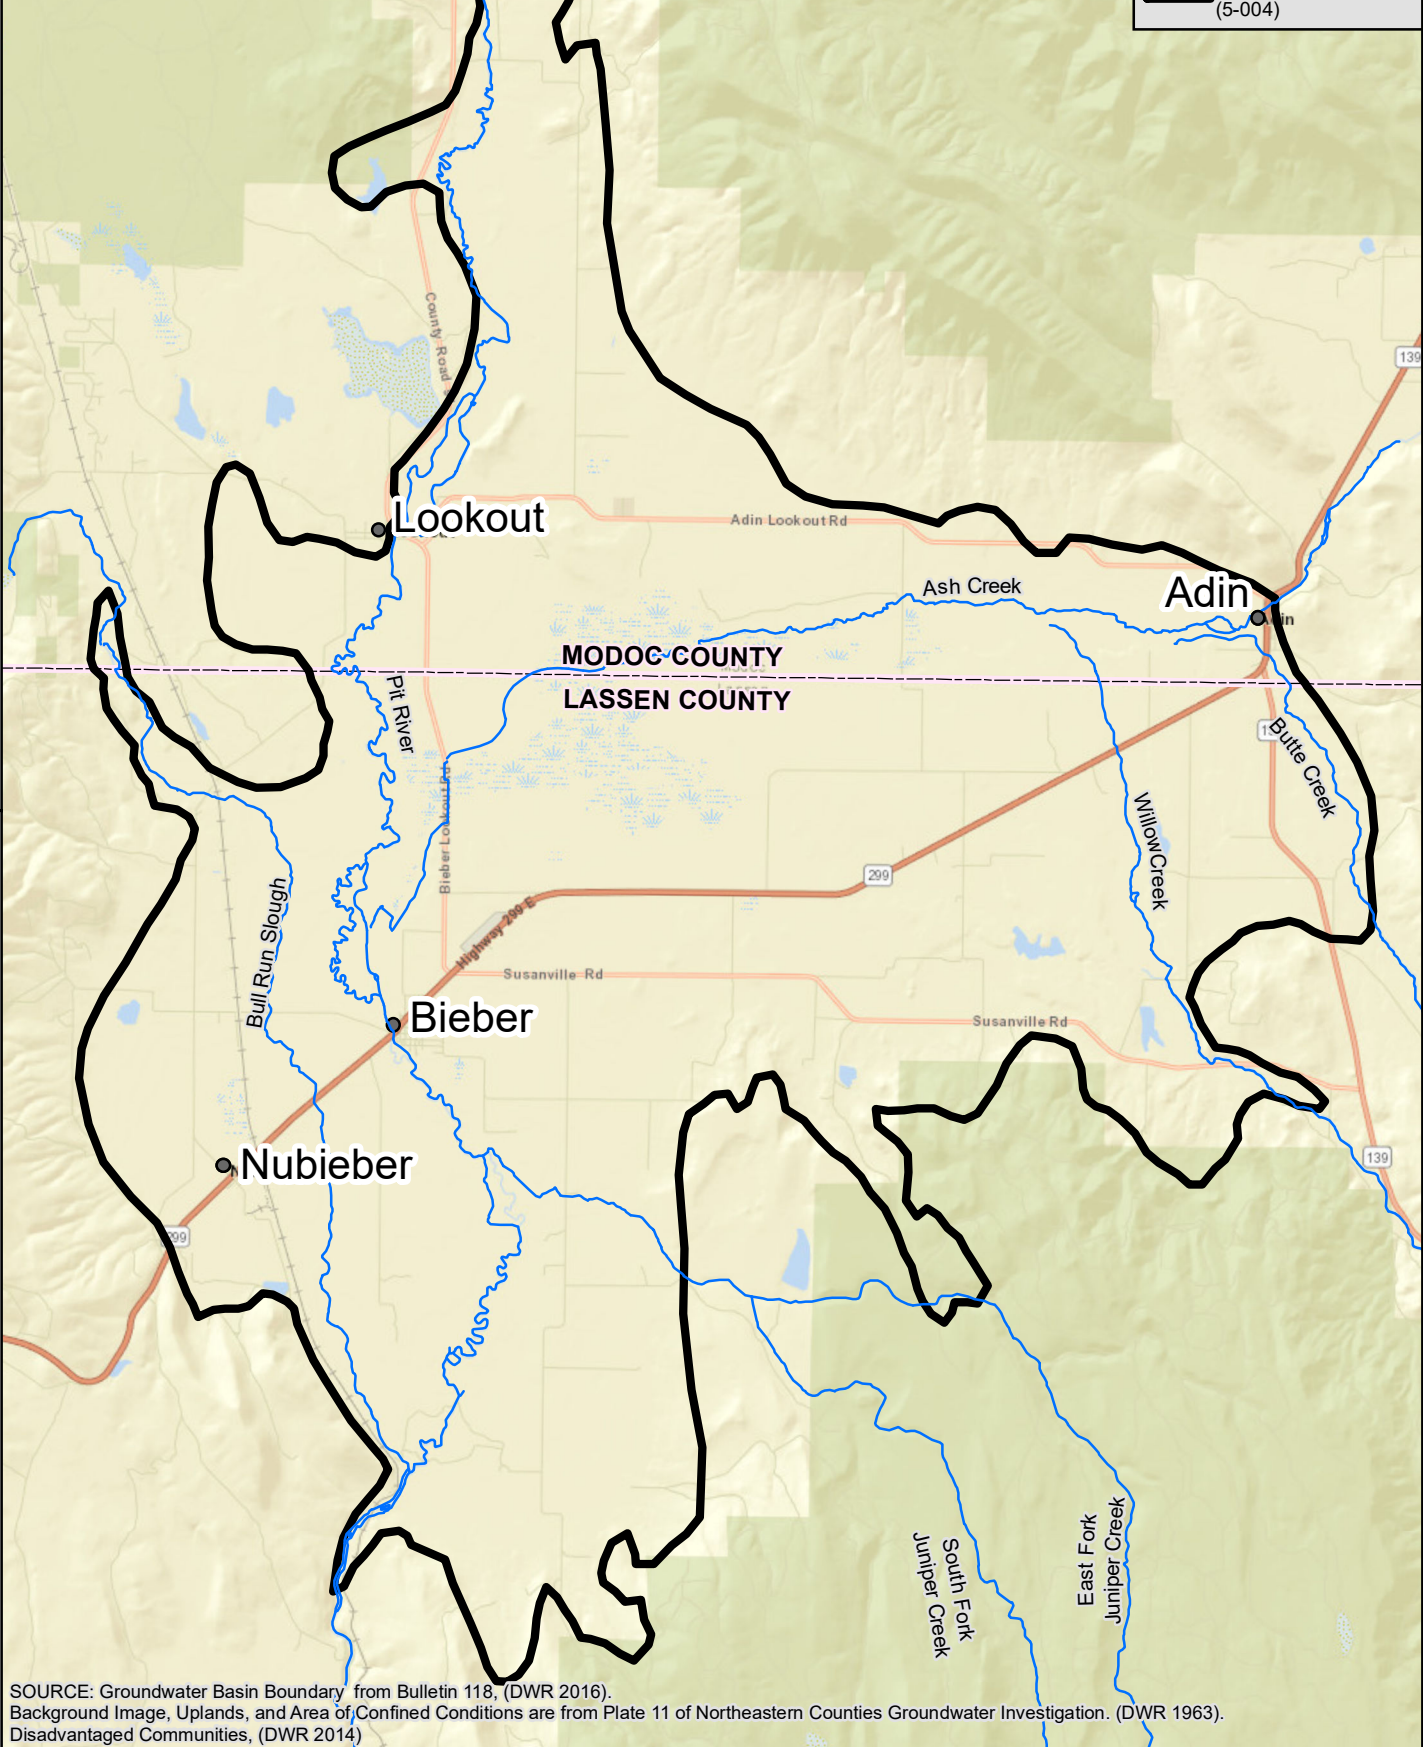 (5-004)
County Road
139
Lookout
Adin Lookout Rd
Ash Creek
Adin
MODOC COUNTY
LASSEN COUNTY
Pit River
Butte Creek
Bieber Lookout Rd
Willow Creek
299
Bull Run Slough
Highway 299 E
Susanville Rd
Bieber
Susanville Rd
Nubieber
139
299
South Fork
Juniper Creek
East Fork
Juniper Creek
SOURCE: Groundwater Basin Boundary from Bulletin 118, (DWR 2016).
Background Image, Uplands, and Area of Confined Conditions are from Plate 11 of Northeastern Counties Groundwater Investigation. (DWR 1963).
Disadvantaged Communities, (DWR 2014)